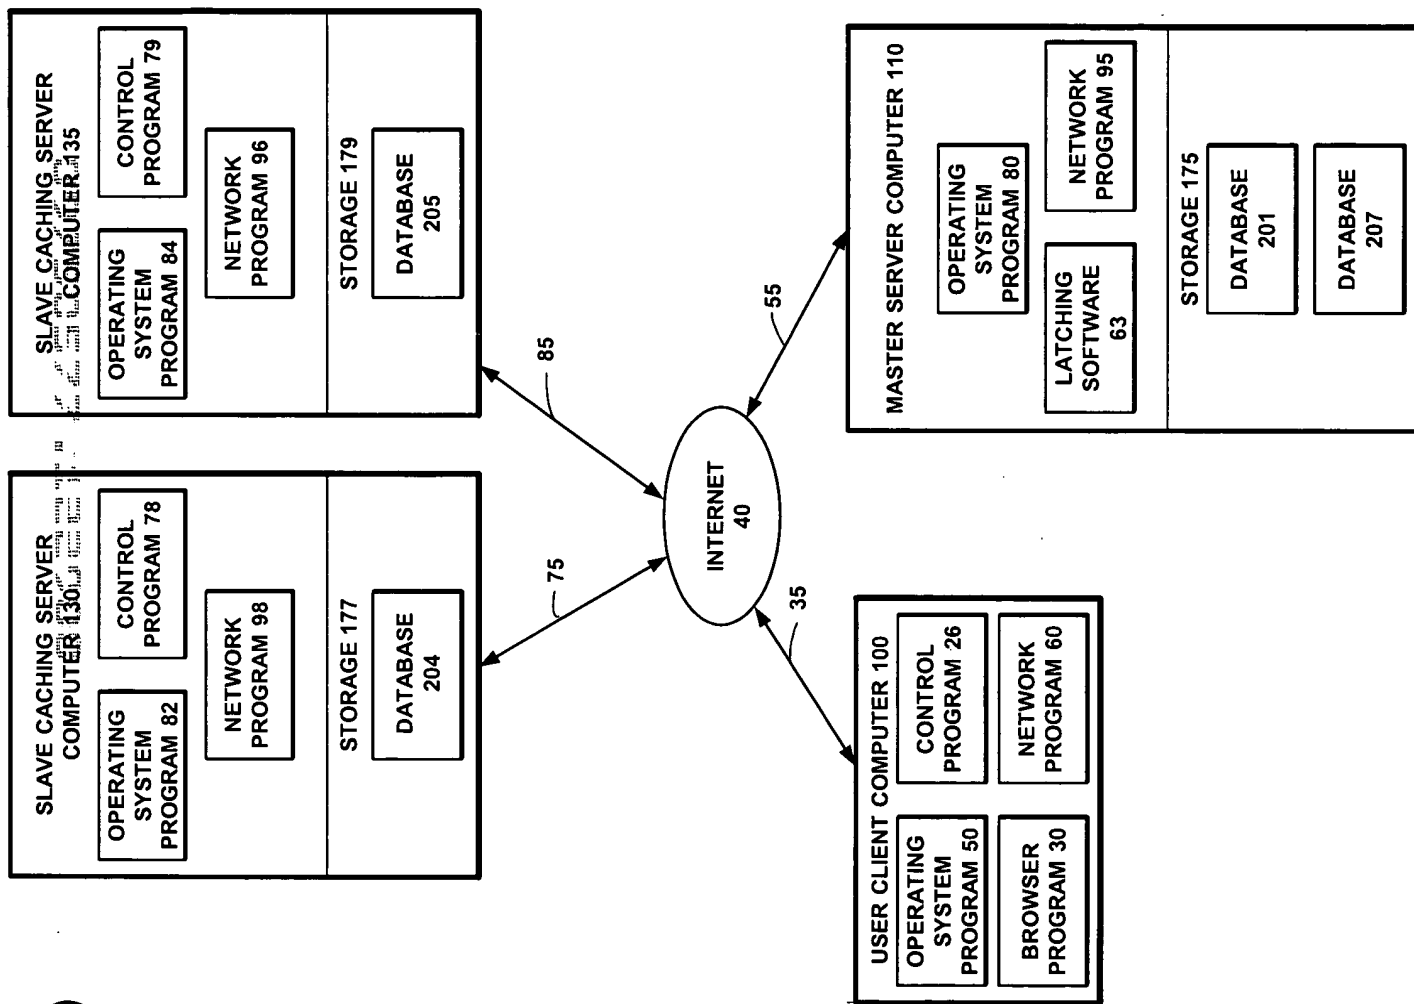 SLAVE CACHING SERVER
COMPUTER 130
OPERATING
SYSTEM
PROGRAM 82
CONTROL
PROGRAM 78
NETWORK
PROGRAM 98
STORAGE 177
DATABASE
204
SLAVE CACHING SERVER
COMPUTER 135
OPERATING
SYSTEM
PROGRAM 84
CONTROL
PROGRAM 79
NETWORK
PROGRAM 96
STORAGE 179
DATABASE
205
75
85
INTERNET
40
35
55
USER CLIENT COMPUTER 100
OPERATING
SYSTEM
PROGRAM 50
CONTROL
PROGRAM 26
BROWSER
PROGRAM 30
NETWORK
PROGRAM 60
MASTER SERVER COMPUTER 110
OPERATING
SYSTEM
PROGRAM 80
LATCHING
SOFTWARE
63
NETWORK
PROGRAM 95
STORAGE 175
DATABASE
201
DATABASE
207